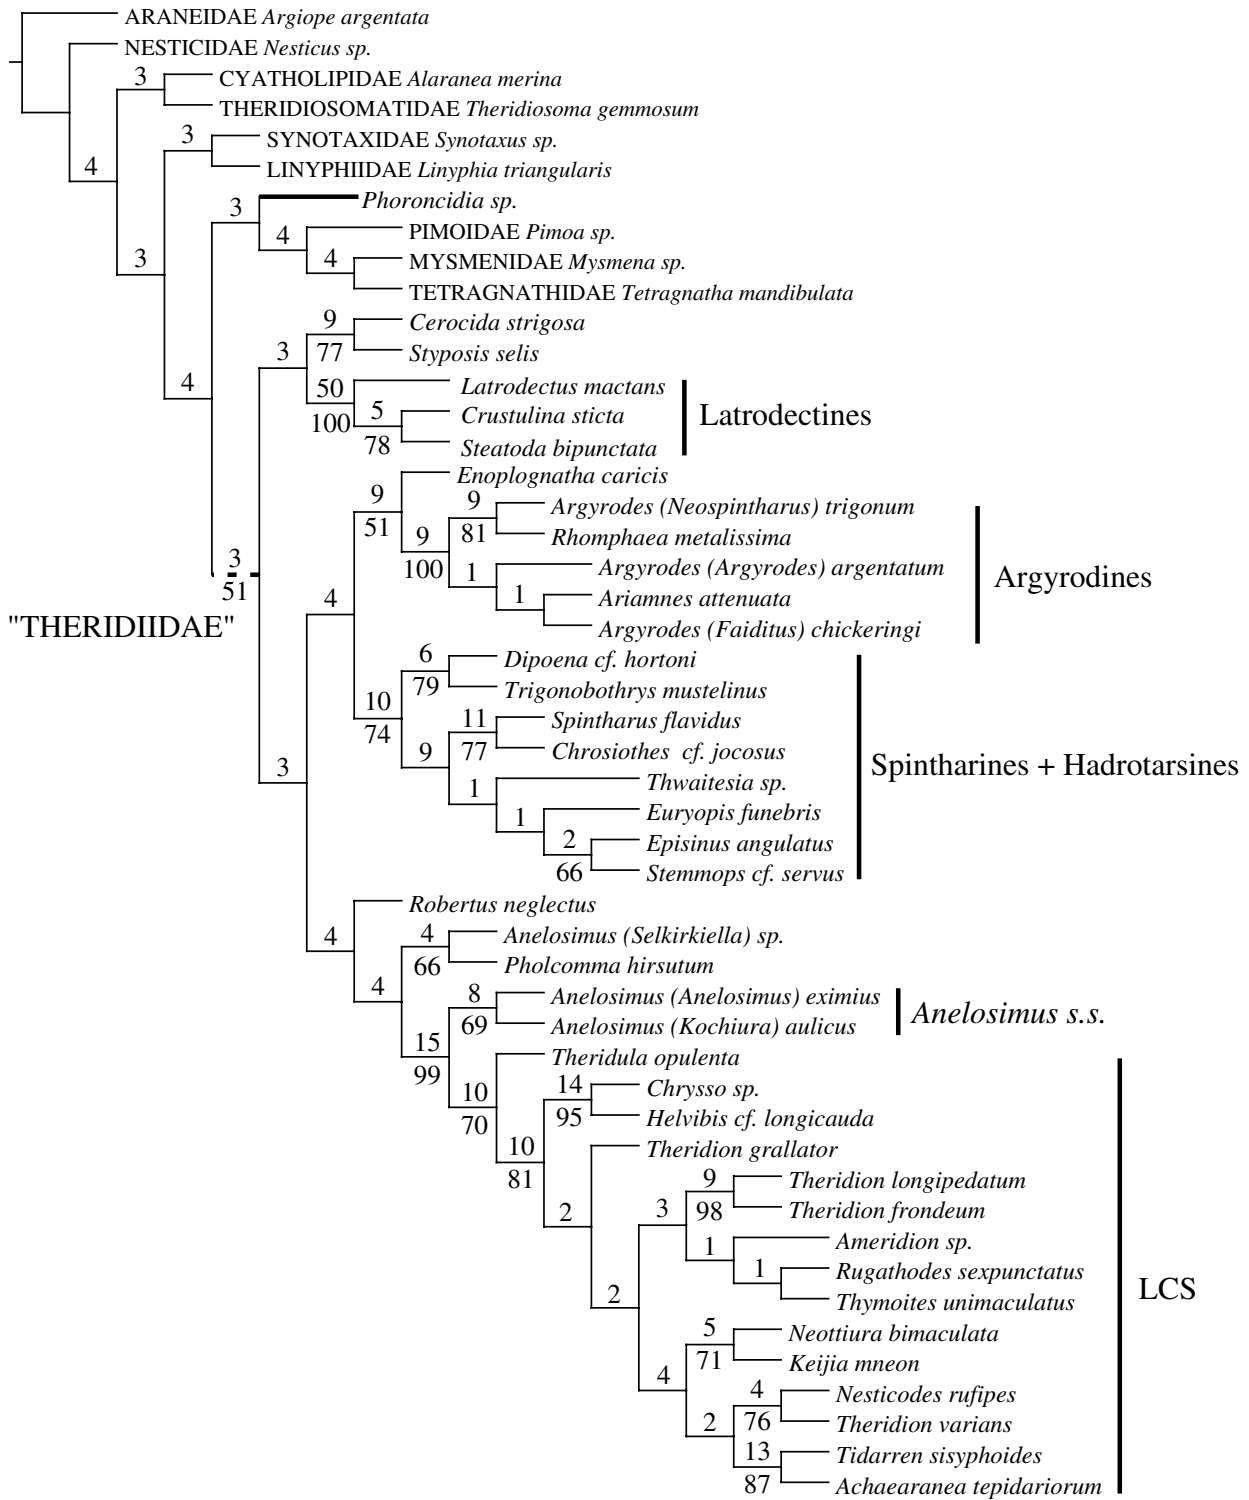 ARANEIDAE Argiope argentata
NESTICIDAE Nesticus sp.
3 CYATHOLIPIDAE Alaranea merina
THERIDIOSOMATIDAE Theridiosoma gemmosum
3 SYNOTAXIDAE Synotaxus sp.
4 LINYPHIIDAE Linyphia triangularis
3 Phoroncidia sp.
4 PIMOIDAE Pimoa sp.
3 4 MYSMENIDAE Mysmena sp.
TETRAGNATHIDAE Tetragnatha mandibulata
9 Cerocida strigosa
3 77 Styposis selis
4 50 Latrodectus mactans
100 5 Crustulina sticta
Latrodectines
78 Steatoda bipunctata
Enoplognatha caricis
9 9 Argyrodes (Neospintharus) trigonum
51 9 81 Rhomphaea metalissima
3 100 1 Argyrodes (Argyrodes) argentatum
Argyrodines
51 4 1 Ariamnes attenuata
"THERIDIIDAE"
Argyrodes (Faiditus) chickeringi
6 Dipoena cf. hortoni
10 79 Trigonobothrys mustelinus
74 11 Spintharus flavidus
9 77 Chrosiothes cf. jocosus
Spintharines + Hadrotarsines
3 1 Thwaitesia sp.
1 Euryopis funebris
2 Episinus angulatus
66 Stemmops cf. servus
Robertus neglectus
4 4 Anelosimus (Selkirkiella) sp.
66 Pholcomma hirsutum
4 8 Anelosimus (Anelosimus) eximius
Anelosimus s.s.
69 Anelosimus (Kochiura) aulicus
15 Theridula opulenta
99 10 14 Chrysso sp.
70 95 Helvibis cf. longicauda
10 Theridion grallator
81 9 Theridion longipedatum
2 3 98 Theridion frondeum
1 Ameridion sp.
1 Rugathodes sexpunctatus
LCS
2 Thymoites unimaculatus
5 Neottiura bimaculata
71 Keijia mneon
4 4 Nesticodes rufipes
2 76 Theridion varians
13 Tidarren sisyphoides
87 Achaearanea tepidariorum